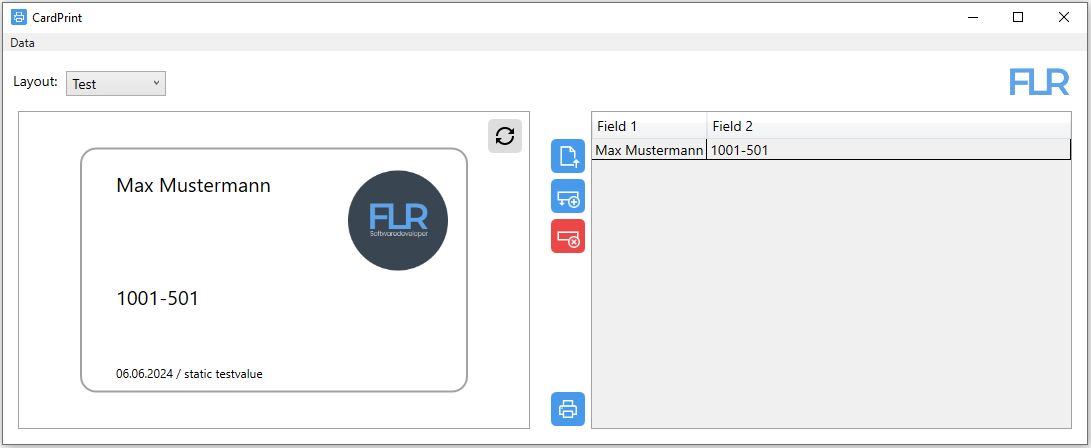 CardPrint
Data
Layout: Test
FLR
Max Mustermann
FLR
Softwaredeveloper
1001-501
06.06.2024 / static testvalue
Field 1 Field 2
Max Mustermann 1001-501